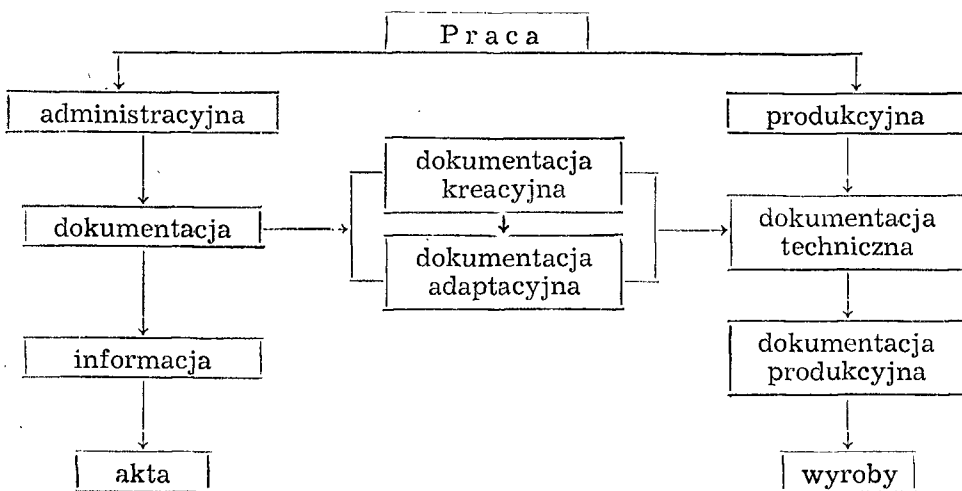 Praca
administracyjna
produkcyjna
dokumentacja
kreacyjna
dokumentacja
dokumentacja
adaptacyjna
dokumentacja
techniczna
informacja
dokumentacja
produkcyjna
akta
wyroby